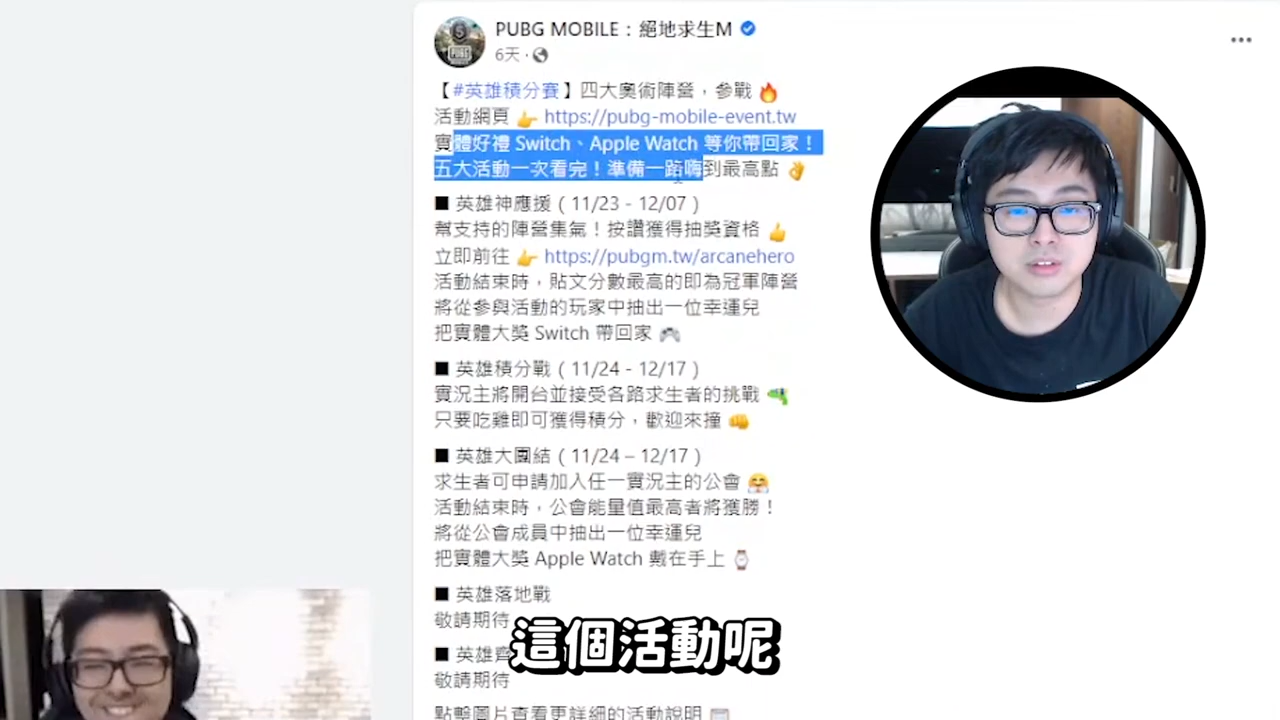 PUBG MOBILE：絕地求生M
6天
【#英雄積分賽】四大奧術陣營，參戰🔥
活動網頁 👉 https://pubg-mobile-event.tw
實體好禮 Switch、Apple Watch 等你帶回家！
五大活動一次看完！準備一路嗨到最高點 👌
■ 英雄神應援 ( 11/23 - 12/07 )
幫支持的陣營集氣！按讚獲得抽獎資格 👍
立即前往 👉 https://pubgm.tw/arcanehero
活動結束時，貼文分數最高的即為冠軍陣營
將從參與活動的玩家中抽出一位幸運兒
把實體大獎 Switch 帶回家 🎮
■ 英雄積分戰 ( 11/24 - 12/17 )
實況主將開台並接受各路求生者的挑戰 🔫
只要吃雞即可獲得積分，歡迎來撞 👊
■ 英雄大團結 ( 11/24 – 12/17 )
求生者可申請加入任一實況主的公會 🤗
活動結束時，公會能量值最高者將獲勝！
將從公會成員中抽出一位幸運兒
把實體大獎 Apple Watch 戴在手上 ⌚
■ 英雄落地戰
敬請期待
這個活動呢
■ 英雄
敬請期待
點擊圖片查看更詳細的活動說明